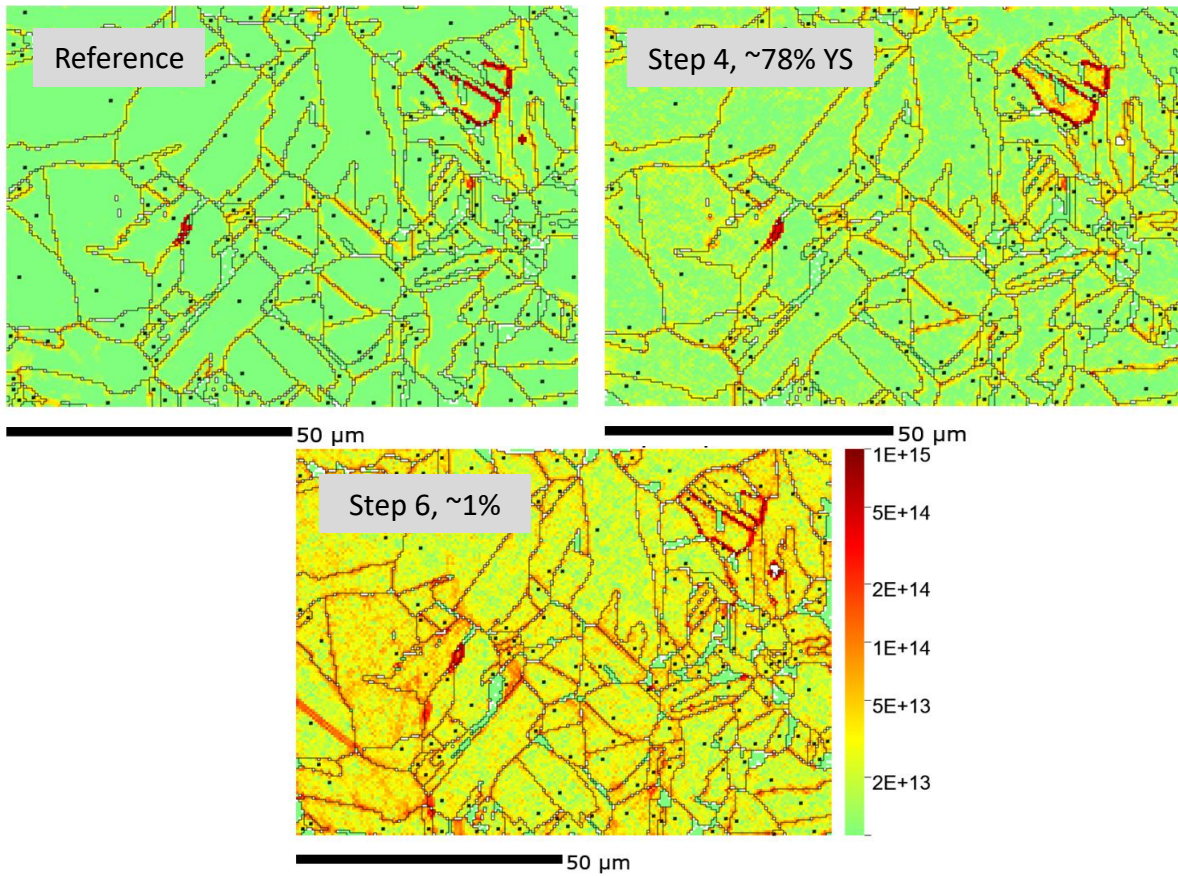 Reference
Step 4, ~78% YS
50 µm
50 µm
Step 6, ~1%
1E+15
5E+14
2E+14
1E+14
5E+13
2E+13
50 µm